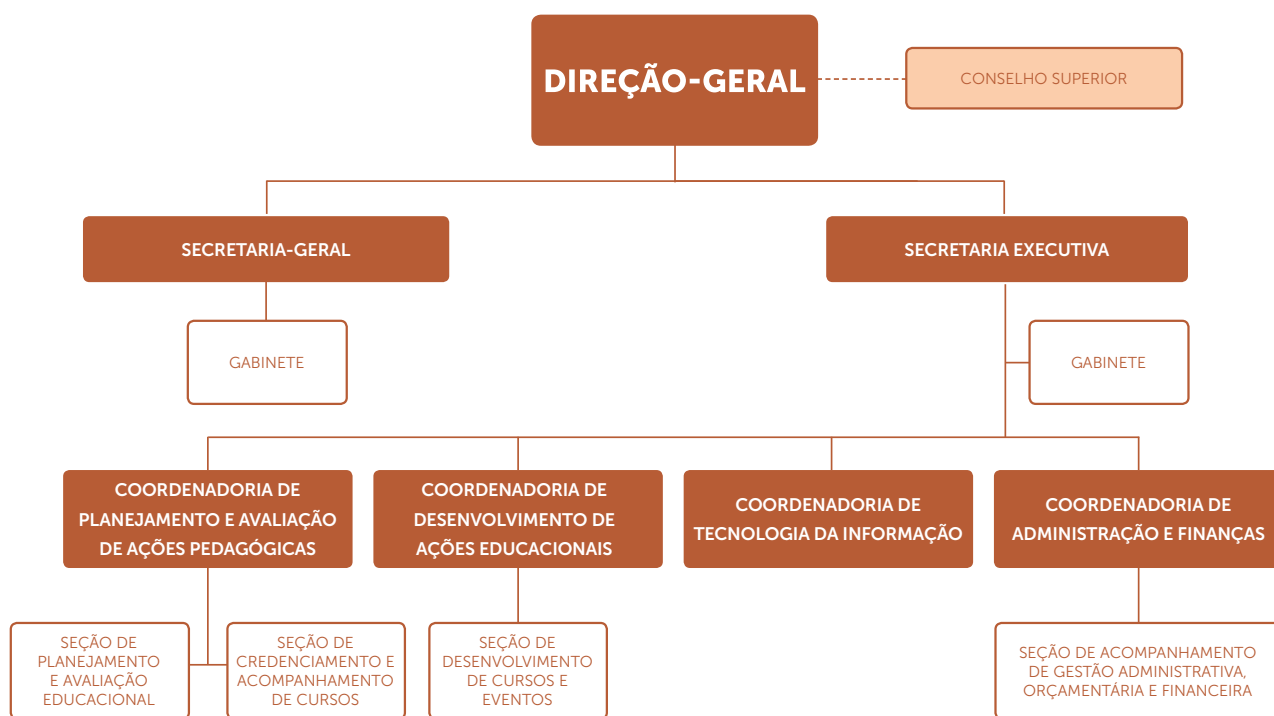 DIREÇÃO-GERAL
CONSELHO SUPERIOR
SECRETARIA-GERAL
SECRETARIA EXECUTIVA
GABINETE
GABINETE
COORDENADORIA DE
PLANEJAMENTO E AVALIAÇÃO
DE AÇÕES PEDAGÓGICAS
COORDENADORIA DE
DESENVOLVIMENTO DE
AÇÕES EDUCACIONAIS
COORDENADORIA DE
TECNOLOGIA DA INFORMAÇÃO
COORDENADORIA DE
ADMINISTRAÇÃO E FINANÇAS
SEÇÃO DE
PLANEJAMENTO
E AVALIAÇÃO
EDUCACIONAL
SEÇÃO DE
CREDENCIAMENTO E
ACOMPANHAMENTO
DE CURSOS
SEÇÃO DE
DESENVOLVIMENTO
DE CURSOS E
EVENTOS
SEÇÃO DE ACOMPANHAMENTO
DE GESTÃO ADMINISTRATIVA,
ORÇAMENTÁRIA E FINANCEIRA